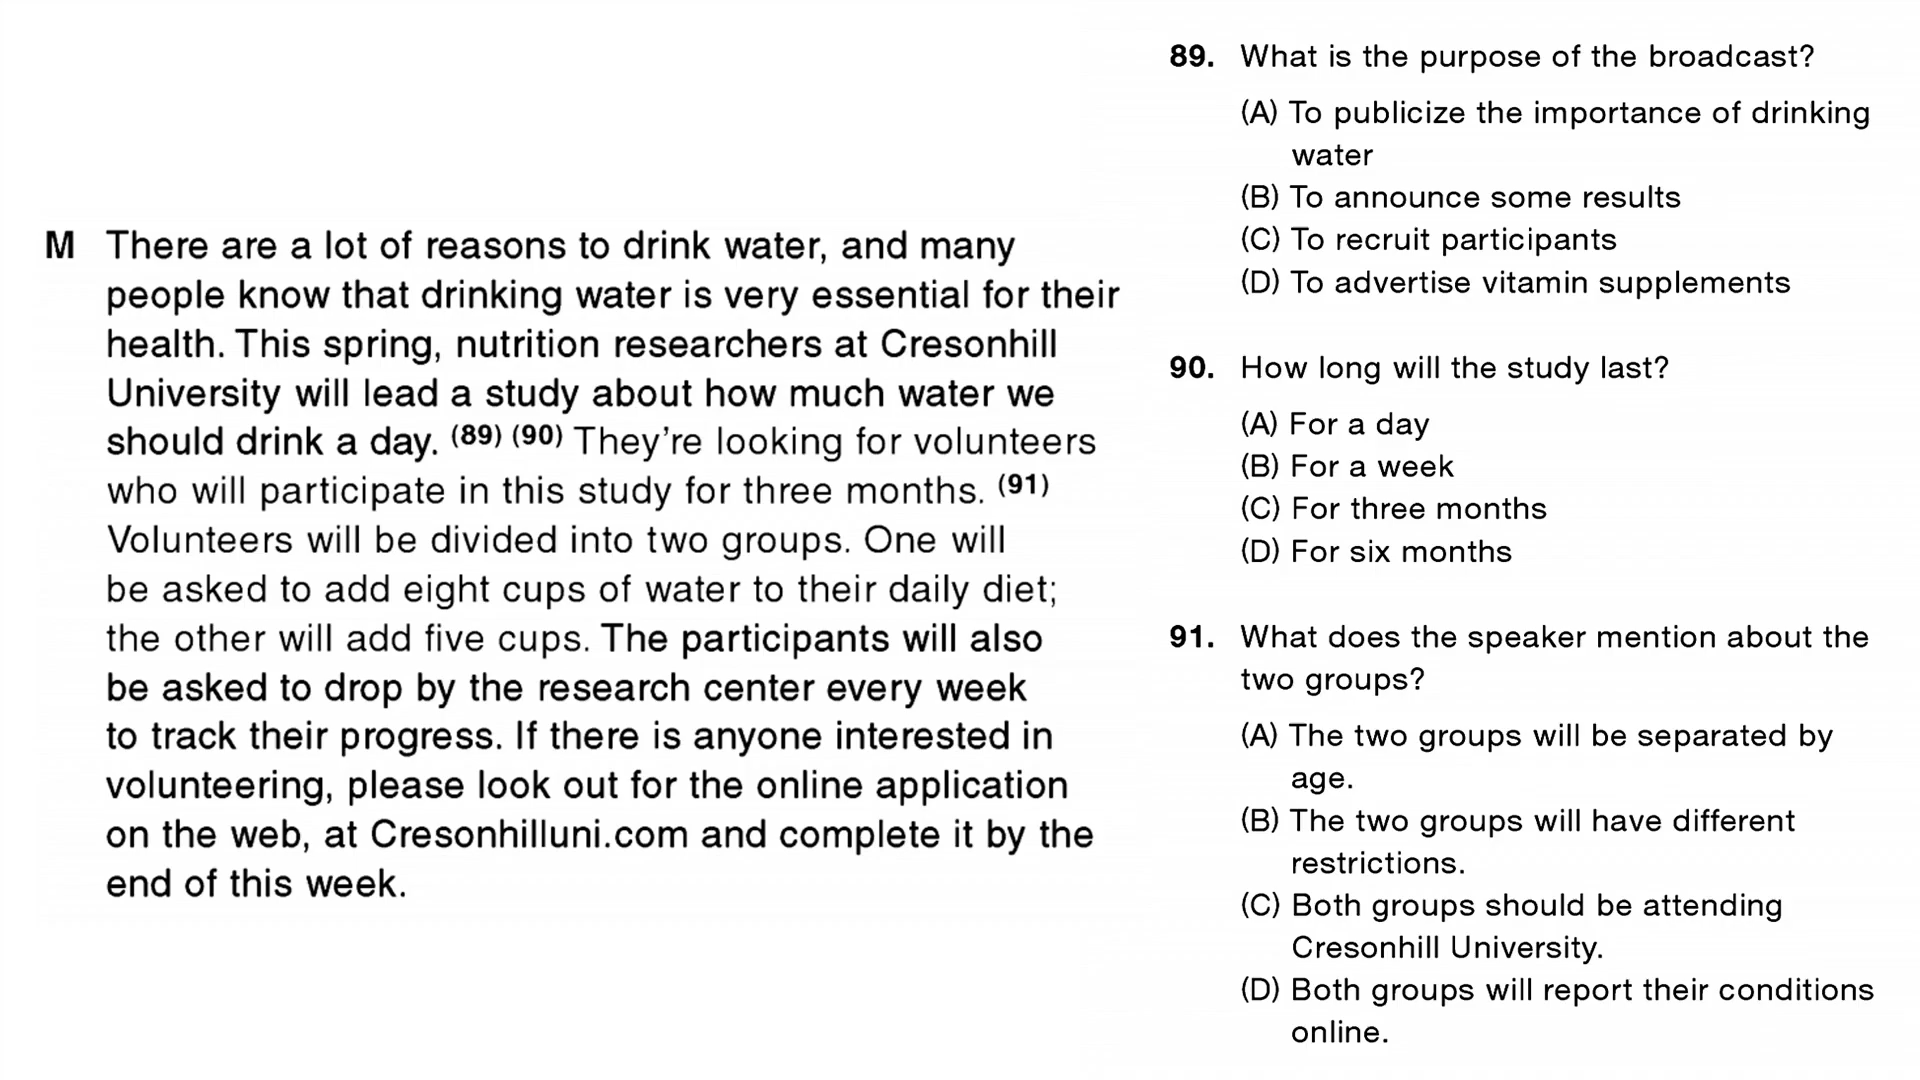 M There are a lot of reasons to drink water, and many
people know that drinking water is very essential for their
health. This spring, nutrition researchers at Cresonhill
University will lead a study about how much water we
should drink a day. (89) (90) They're looking for volunteers
who will participate in this study for three months. (91)
Volunteers will be divided into two groups. One will
be asked to add eight cups of water to their daily diet;
the other will add five cups. The participants will also
be asked to drop by the research center every week
to track their progress. If there is anyone interested in
volunteering, please look out for the online application
on the web, at Cresonhilluni.com and complete it by the
end of this week.
89. What is the purpose of the broadcast?
(A) To publicize the importance of drinking
water
(B) To announce some results
(C) To recruit participants
(D) To advertise vitamin supplements
90. How long will the study last?
(A) For a day
(B) For a week
(C) For three months
(D) For six months
91. What does the speaker mention about the
two groups?
(A) The two groups will be separated by
age.
(B) The two groups will have different
restrictions.
(C) Both groups should be attending
Cresonhill University.
(D) Both groups will report their conditions
online.